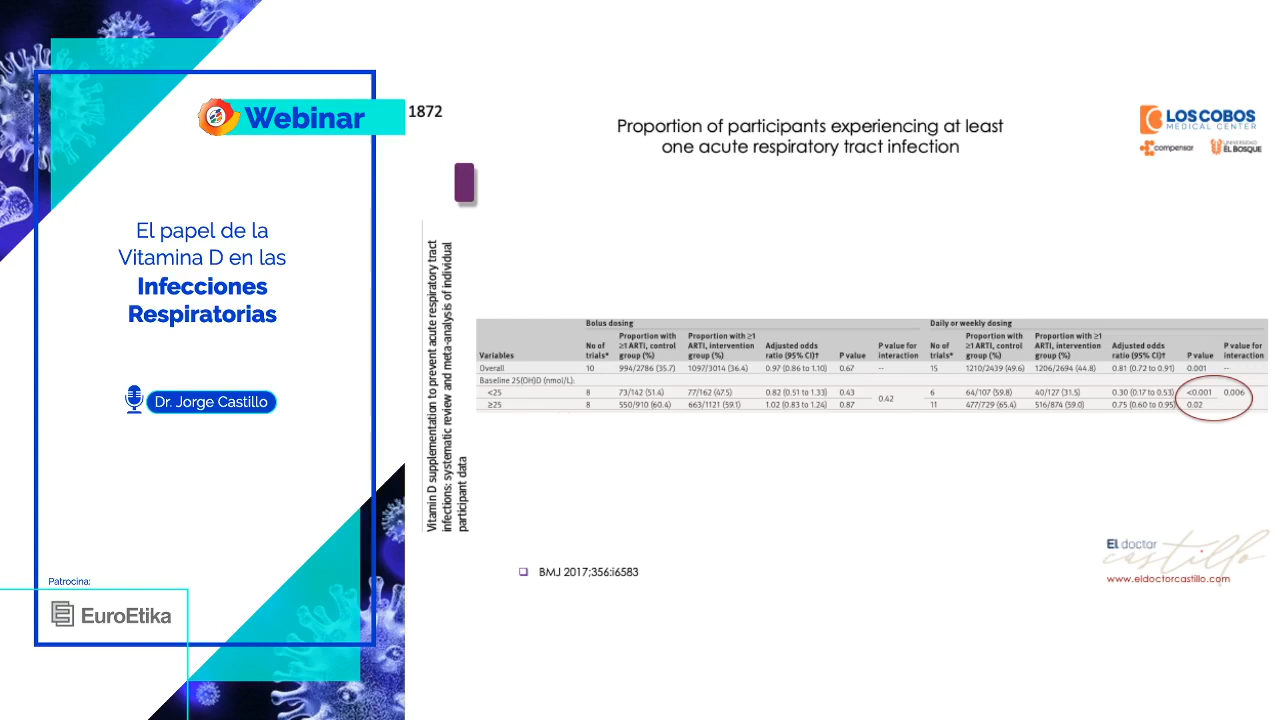 Webinar
El papel de la
Vitamina D en las
Infecciones
Respiratorias
Dr. Jorge Castillo
Patrocina:
EuroEtika
1872
Proportion of participants experiencing at least
one acute respiratory tract infection
LOS COBOS
MEDICAL CENTER
compensar
UNIVERSIDAD
EL BOSQUE
Vitamin D supplementation to prevent acute respiratory tract
infections: systematic review and meta-analysis of individual
participant data
Bolus dosing Daily or weekly dosing
Variables No of trials* Proportion with ≥1 ARTI, control group (%) Proportion with ≥1 ARTI, intervention group (%) Adjusted odds ratio (95% CI)† P value P value for interaction No of trials* Proportion with ≥1 ARTI, control group (%) Proportion with ≥1 ARTI, intervention group (%) Adjusted odds ratio (95% CI)† P value P value for interaction
Overall 10 994/2786 (35.7) 1097/3014 (36.4) 0.97 (0.86 to 1.10) 0.67 -- 15 1210/2439 (49.6) 1206/2694 (44.8) 0.81 (0.72 to 0.91) 0.001 --
Baseline 25(OH)D (nmol/L):
<25 8 73/142 (51.4) 77/162 (47.5) 0.82 (0.51 to 1.33) 0.43 0.42 6 64/107 (59.8) 40/127 (31.5) 0.30 (0.17 to 0.53) <0.001 0.006
≥25 8 550/910 (60.4) 663/1121 (59.1) 1.02 (0.83 to 1.24) 0.87 11 477/729 (65.4) 516/874 (59.0) 0.75 (0.60 to 0.95) 0.02
BMJ 2017;356:i6583
El doctor
castillo
www.eldoctorcastillo.com